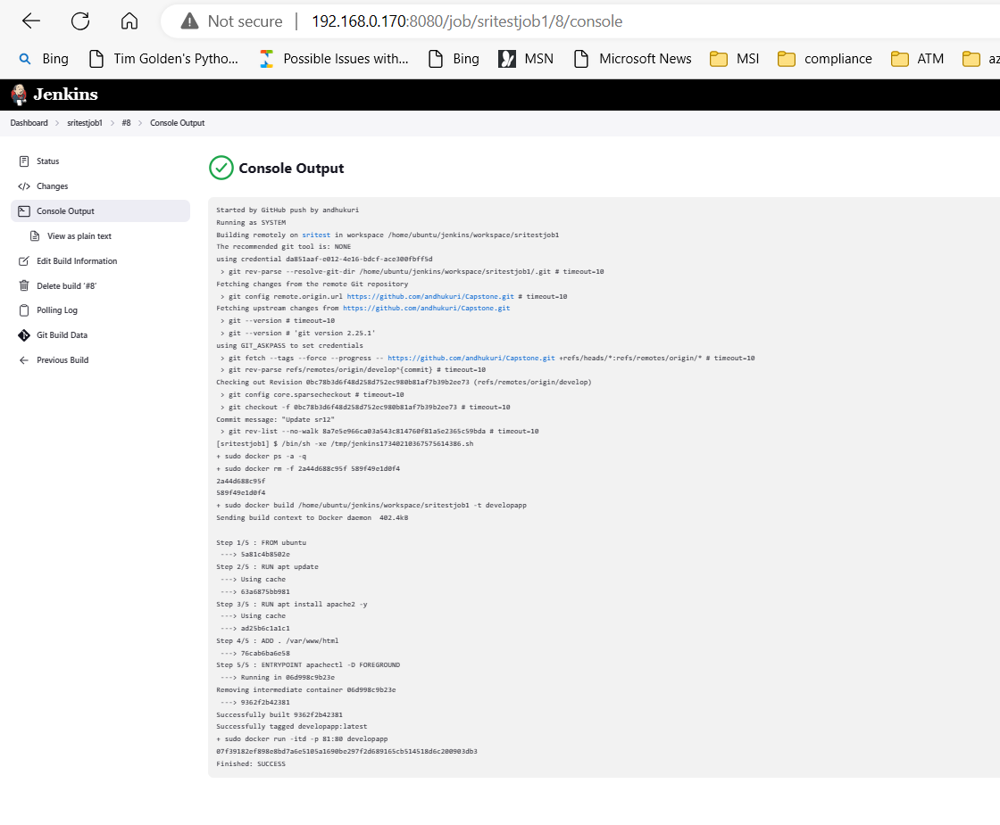 Not secure | 192.168.0.170:8080/job/sritestjob1/8/console
Bing Tim Golden's Pytho... Possible Issues with... Bing MSN Microsoft News MSI compliance ATM az
Jenkins
Dashboard > sritestjob1 > #8 > Console Output
Status
Changes
Console Output
View as plain text
Edit Build Information
Delete build '#8'
Polling Log
Git Build Data
Previous Build
Console Output
Started by GitHub push by andhukuri
Running as SYSTEM
Building remotely on sritest in workspace /home/ubuntu/jenkins/workspace/sritestjob1
The recommended git tool is: NONE
using credential da851aaf-e012-4e16-bdcf-ace300fbff5d
> git rev-parse --resolve-git-dir /home/ubuntu/jenkins/workspace/sritestjob1/.git # timeout=10
Fetching changes from the remote Git repository
> git config remote.origin.url https://github.com/andhukuri/Capstone.git # timeout=10
Fetching upstream changes from https://github.com/andhukuri/Capstone.git
> git --version # timeout=10
> git --version # 'git version 2.25.1'
using GIT_ASKPASS to set credentials
> git fetch --tags --force --progress -- https://github.com/andhukuri/Capstone.git +refs/heads/*:refs/remotes/origin/* # timeout=10
> git rev-parse refs/remotes/origin/develop^{commit} # timeout=10
Checking out Revision 0bc78b3d6f48d258d752ec980b81af7b39b2ee73 (refs/remotes/origin/develop)
> git config core.sparsecheckout # timeout=10
> git checkout -f 0bc78b3d6f48d258d752ec980b81af7b39b2ee73 # timeout=10
Commit message: "Update sr12"
> git rev-list --no-walk 8a7e5e966ca03a543c814760f81a5e2365c59bda # timeout=10
[sritestjob1] $ /bin/sh -xe /tmp/jenkins17340210367575614386.sh
+ sudo docker ps -a -q
+ sudo docker rm -f 2a44d688c95f 589f49e1d0f4
2a44d688c95f
589f49e1d0f4
+ sudo docker build /home/ubuntu/jenkins/workspace/sritestjob1 -t developapp
Sending build context to Docker daemon  402.4kB
Step 1/5 : FROM ubuntu
---> 5a81c4b8502e
Step 2/5 : RUN apt update
---> Using cache
---> 63a6875bb981
Step 3/5 : RUN apt install apache2 -y
---> Using cache
---> ad25b6c1a1c1
Step 4/5 : ADD . /var/www/html
---> 76cab6ba6e58
Step 5/5 : ENTRYPOINT apachectl -D FOREGROUND
---> Running in 06d998c9b23e
Removing intermediate container 06d998c9b23e
---> 9362f2b42381
Successfully built 9362f2b42381
Successfully tagged developapp:latest
+ sudo docker run -itd -p 81:80 developapp
07f39182ef898e8bd7a6e5105a1690be297f2d689165cb514518d6c200903db3
Finished: SUCCESS